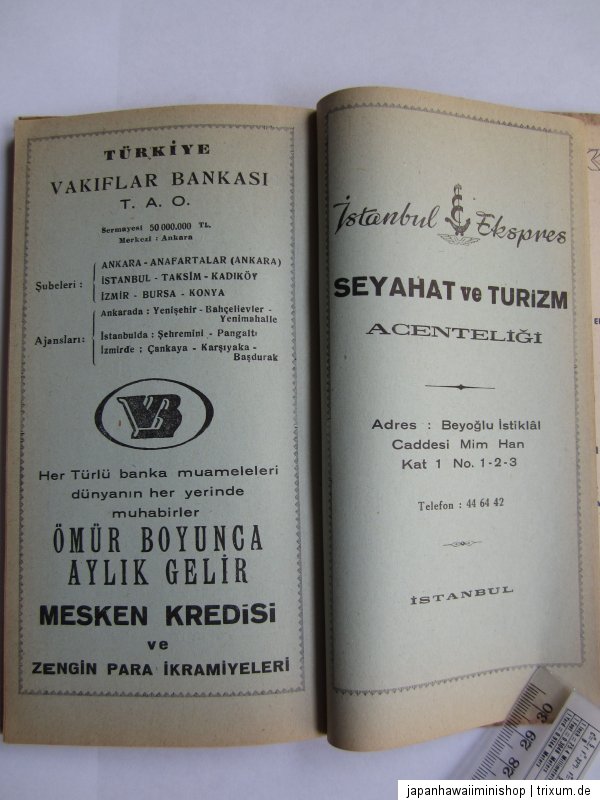 TÜRKİYE
VAKIFLAR BANKASI
T. A. O.
Sermayesi 50 000.000 TL.
Merkezi : Ankara
Şubeleri :
ANKARA - ANAFARTALAR (ANKARA)
İSTANBUL - TAKSİM - KADIKÖY
İZMİR - BURSA - KONYA
Ajansları :
Ankarada : Yenişehir - Bahçelievler -
Yenimahalle
İstanbulda : Şehremini - Pangaltı
İzmirde : Çankaya - Karşıyaka -
Başdurak
VB
Her Türlü banka muameleleri
dünyanın her yerinde
muhabirler
ÖMÜR BOYUNCA
AYLIK GELİR
MESKEN KREDİSİ
ve
ZENGİN PARA İKRAMİYELERİ
İstanbul Ekspres
SEYAHAT ve TURİZM
ACENTELİĞİ
Adres : Beyoğlu İstiklâl
Caddesi Mim Han
Kat 1 No. 1-2-3
Telefon : 44 64 42
İSTANBUL
28 29 30
japanhawaiiminishop | trixum.de